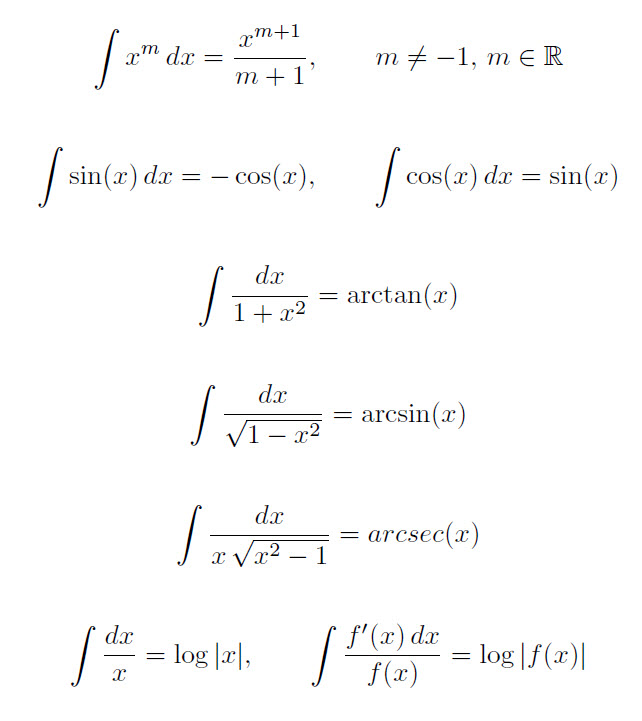 ∫ x^m dx = x^{m+1}/(m + 1), m ≠ −1, m ∈ ℝ
∫ sin(x) dx = − cos(x), ∫ cos(x) dx = sin(x)
∫ dx/(1 + x²) = arctan(x)
∫ dx/√(1 − x²) = arcsin(x)
∫ dx/(x √(x² − 1)) = arcsec(x)
∫ dx/x = log |x|, ∫ f′(x) dx/f(x) = log |f(x)|